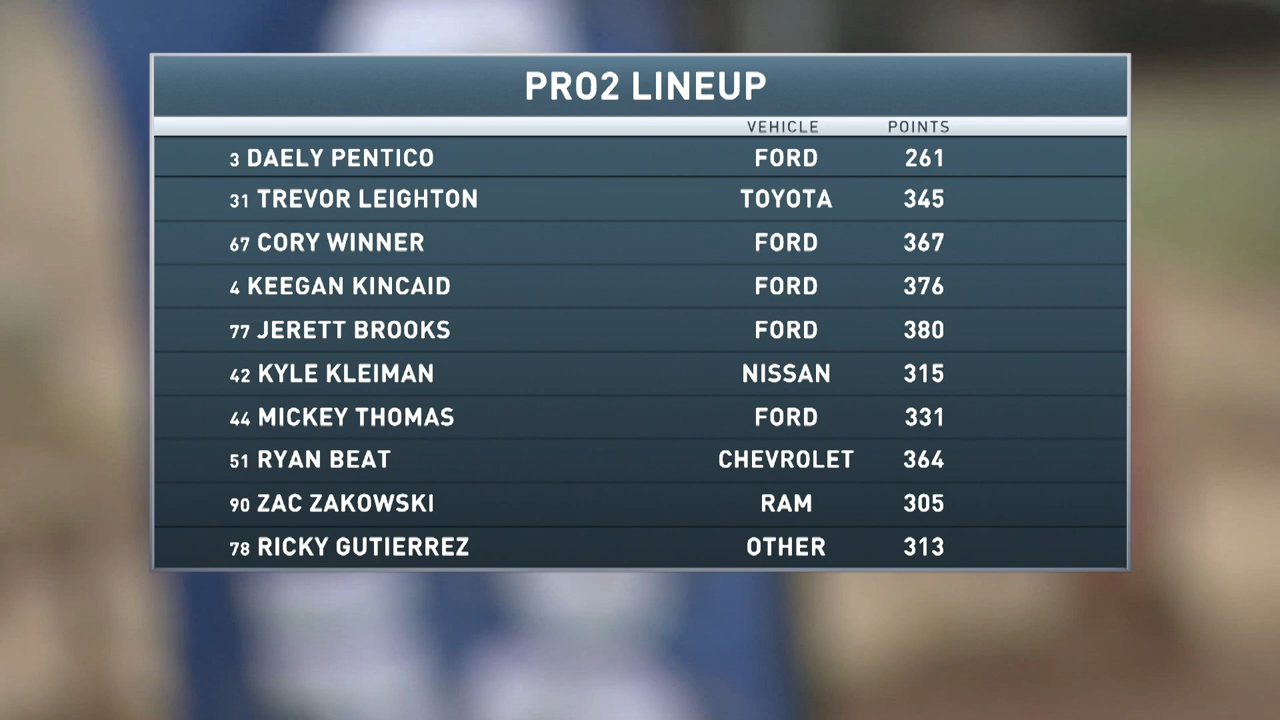 PRO2 LINEUP
VEHICLE POINTS
3 DAELY PENTICO FORD 261
31 TREVOR LEIGHTON TOYOTA 345
67 CORY WINNER FORD 367
4 KEEGAN KINCAID FORD 376
77 JERETT BROOKS FORD 380
42 KYLE KLEIMAN NISSAN 315
44 MICKEY THOMAS FORD 331
51 RYAN BEAT CHEVROLET 364
90 ZAC ZAKOWSKI RAM 305
78 RICKY GUTIERREZ OTHER 313